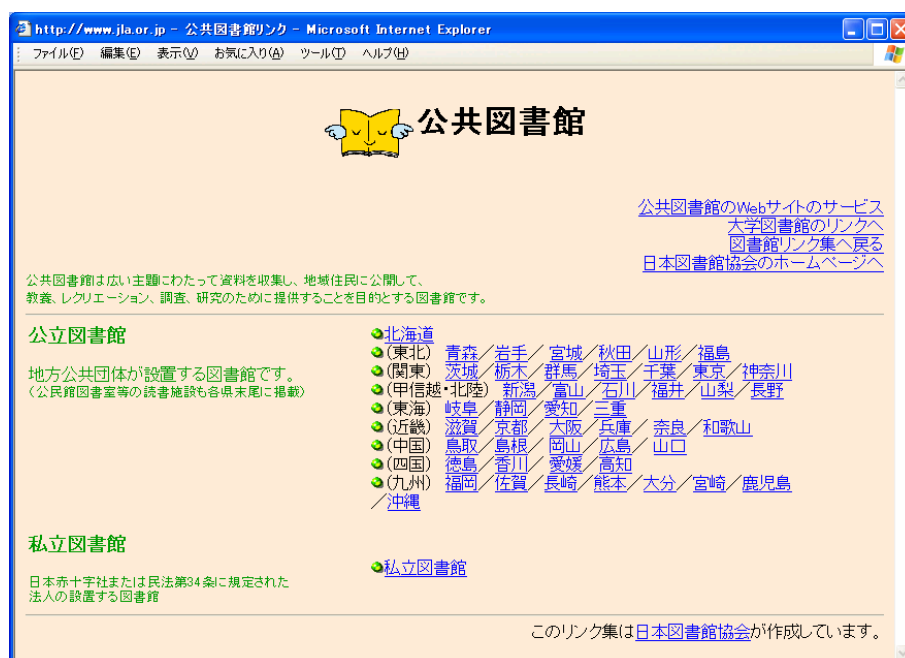 http://www.jla.or.jp - 公共図書館リンク - Microsoft Internet Explorer
ファイル(F) 編集(E) 表示(V) お気に入り(A) ツール(T) ヘルプ(H)
公共図書館
公共図書館のWebサイトのサービス
大学図書館のリンクへ
図書館リンク集へ戻る
日本図書館協会のホームページへ
公共図書館は広い主題にわたって資料を収集し、地域住民に公開して、
教養、レクリエーション、調査、研究のために提供することを目的とする図書館です。
公立図書館
地方公共団体が設置する図書館です。
(公民館図書室等の読書施設も各県末尾に掲載)
北海道
(東北) 青森／岩手／ 宮城／秋田／山形／福島
(関東) 茨城／栃木／群馬／埼玉／千葉／東京／神奈川
(甲信越・北陸) 新潟／富山／石川／福井／山梨／長野
(東海) 岐阜／静岡／愛知／三重
(近畿) 滋賀／京都／大阪／兵庫／ 奈良／和歌山
(中国) 鳥取／島根／岡山／広島／ 山口
(四国) 徳島／香川／ 愛媛／高知
(九州) 福岡／佐賀／長崎／熊本／大分／宮崎／鹿児島
／沖縄
私立図書館
日本赤十字社または民法第34条に規定された
法人の設置する図書館
私立図書館
このリンク集は日本図書館協会が作成しています。